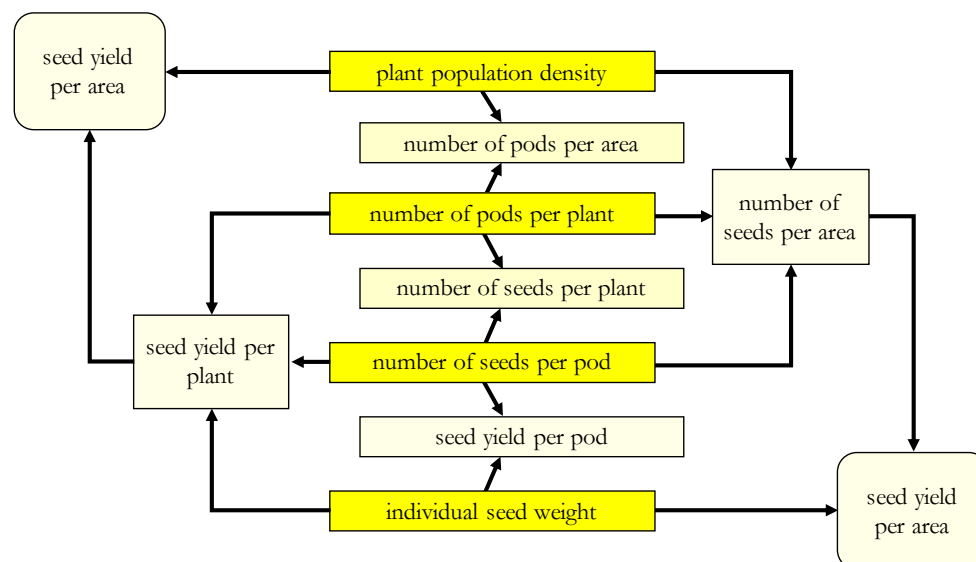 seed yield
per area
plant population density
number of pods per area
number of pods per plant
number of
seeds per area
number of seeds per plant
seed yield per
plant
number of seeds per pod
seed yield per pod
individual seed weight
seed yield
per area